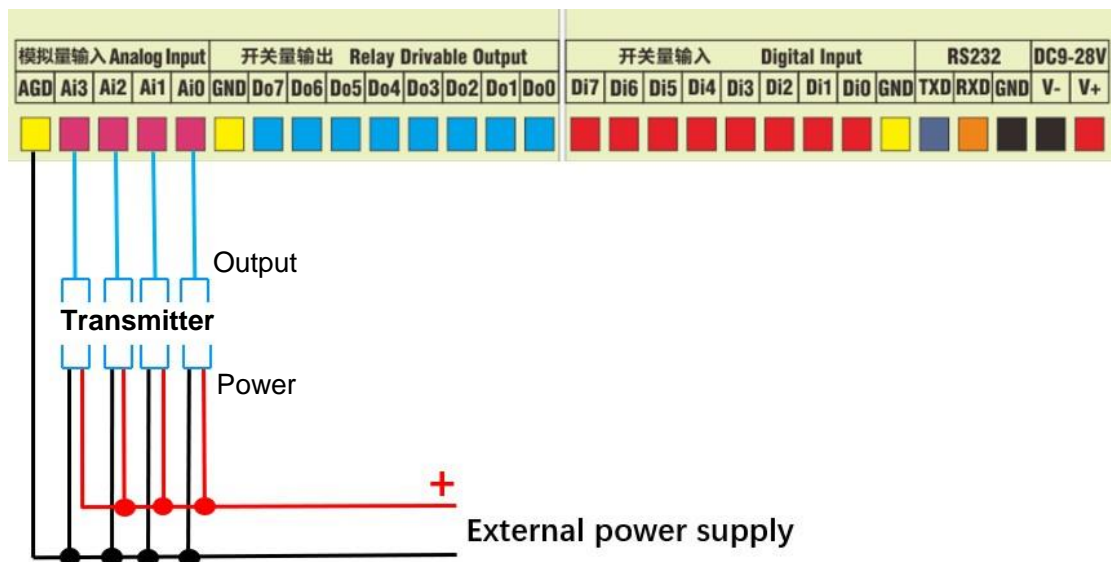 模拟量输入 Analog Input 开关量输出 Relay Drivable Output 开关量输入 Digital Input RS232 DC9-28V
AGD Ai3 Ai2 Ai1 Ai0 GND Do7 Do6 Do5 Do4 Do3 Do2 Do1 Do0 Di7 Di6 Di5 Di4 Di3 Di2 Di1 Di0 GND TXD RXD GND V- V+
Output
Transmitter
Power
+
External power supply